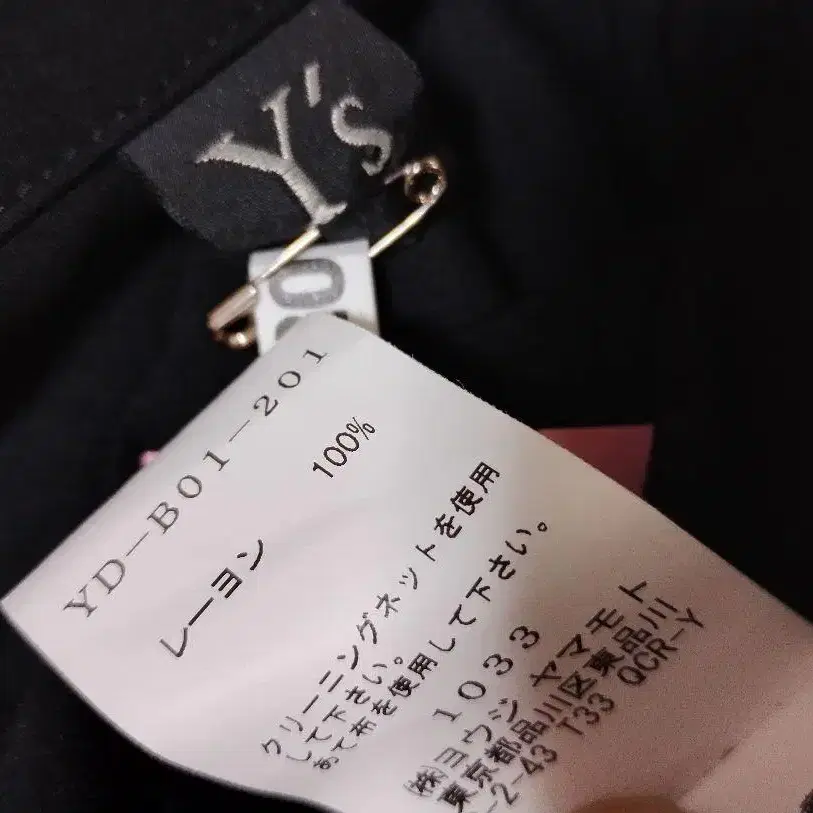 Y's
0
YD-B01-201
レーヨン 100%
クリーニングネットを使用
して下さい。
あて布を使用して下さい。
1033
㈱ヨウジ ヤマモト
東京都品川区東品川
-2-43 T33 QCR-Y